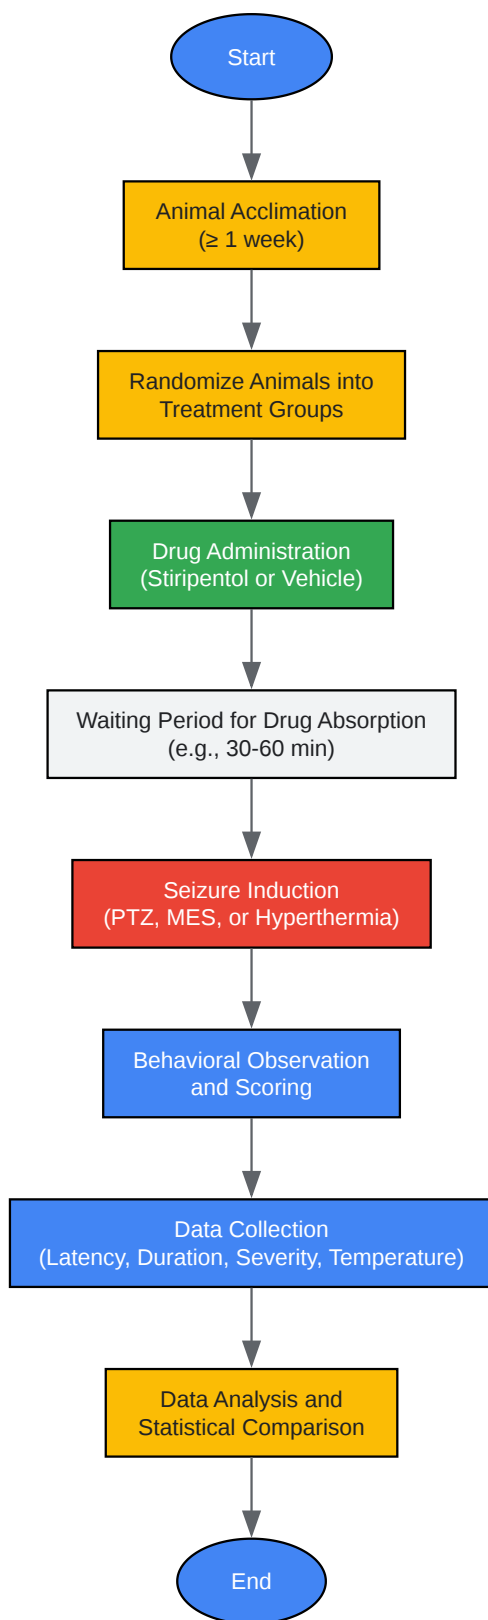 Start
Animal Acclimation
(≥ 1 week)
Randomize Animals into
Treatment Groups
Drug Administration
(Stiripentol or Vehicle)
Waiting Period for Drug Absorption
(e.g., 30-60 min)
Seizure Induction
(PTZ, MES, or Hyperthermia)
Behavioral Observation
and Scoring
Data Collection
(Latency, Duration, Severity, Temperature)
Data Analysis and
Statistical Comparison
End